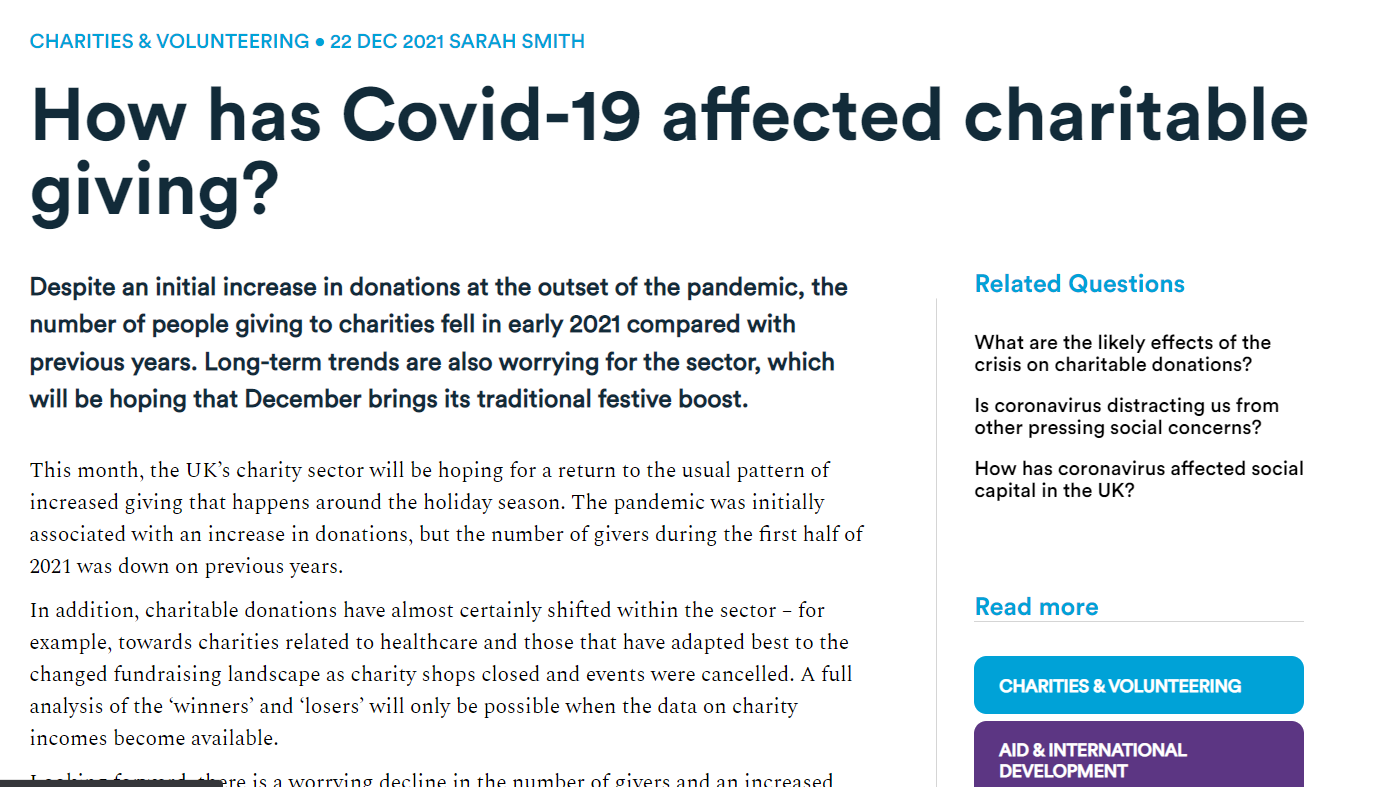 CHARITIES & VOLUNTEERING • 22 DEC 2021 SARAH SMITH
How has Covid-19 affected charitable
giving?
Despite an initial increase in donations at the outset of the pandemic, the
number of people giving to charities fell in early 2021 compared with
previous years. Long-term trends are also worrying for the sector, which
will be hoping that December brings its traditional festive boost.
This month, the UK’s charity sector will be hoping for a return to the usual pattern of
increased giving that happens around the holiday season. The pandemic was initially
associated with an increase in donations, but the number of givers during the first half of
2021 was down on previous years.
In addition, charitable donations have almost certainly shifted within the sector – for
example, towards charities related to healthcare and those that have adapted best to the
changed fundraising landscape as charity shops closed and events were cancelled. A full
analysis of the ‘winners’ and ‘losers’ will only be possible when the data on charity
incomes become available.
Looking forward, there is a worrying decline in the number of givers and an increased
Related Questions
What are the likely effects of the
crisis on charitable donations?
Is coronavirus distracting us from
other pressing social concerns?
How has coronavirus affected social
capital in the UK?
Read more
CHARITIES & VOLUNTEERING
AID & INTERNATIONAL
DEVELOPMENT